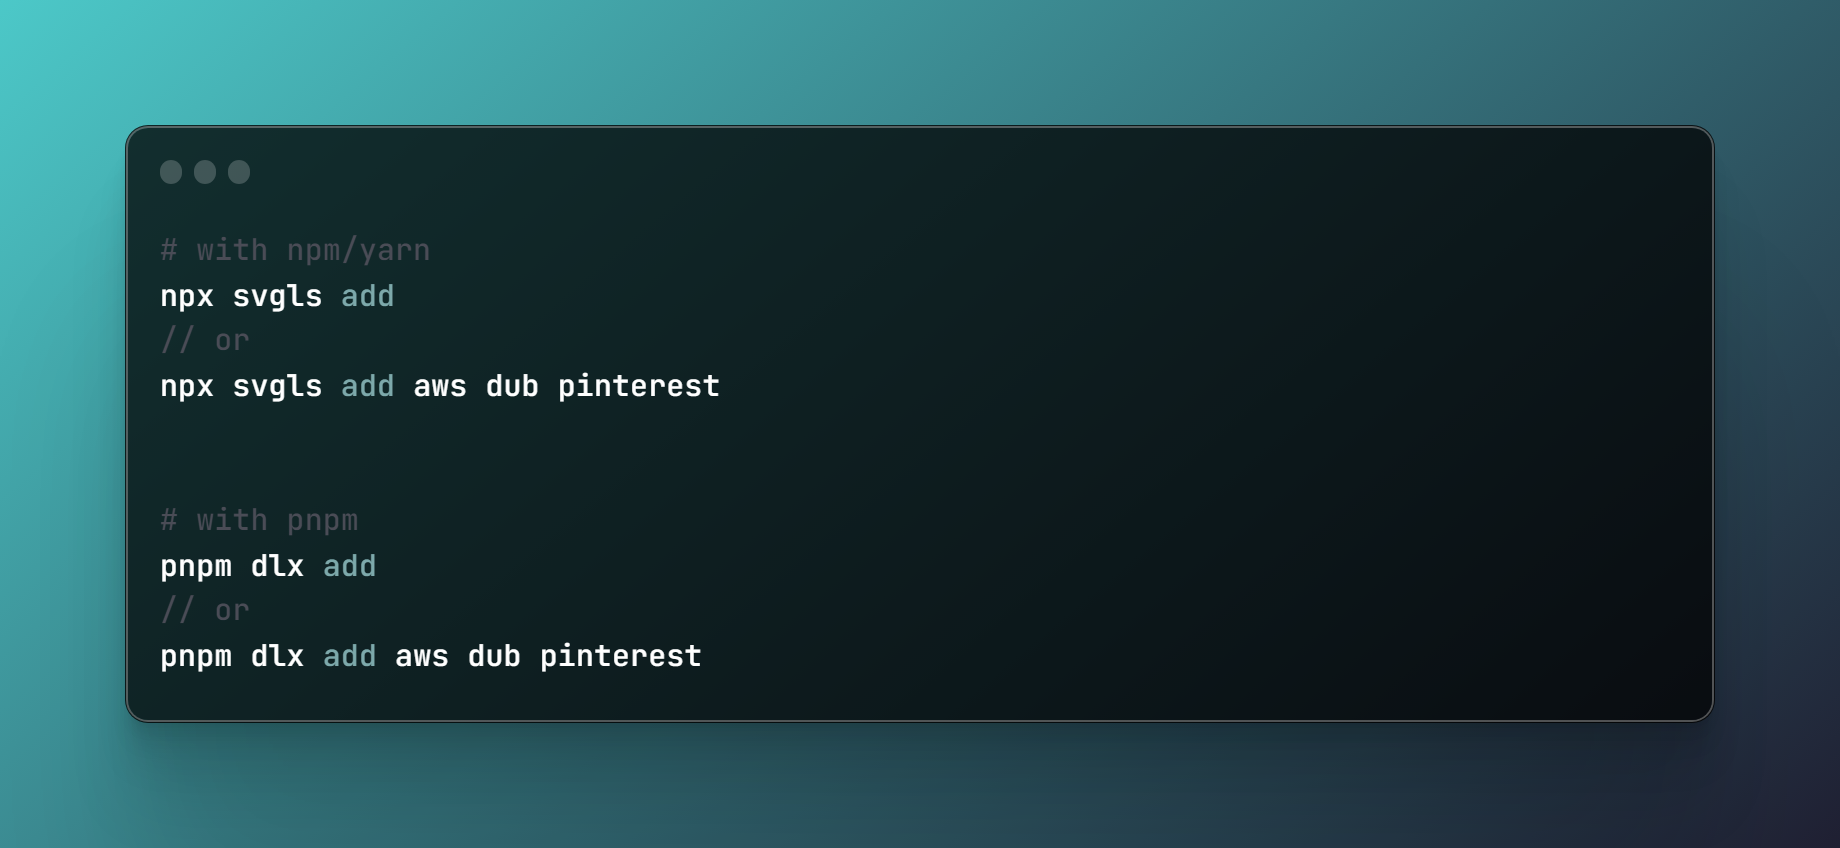 # with npm/yarn
npx svgls add
// or
npx svgls add aws dub pinterest
# with pnpm
pnpm dlx add
// or
pnpm dlx add aws dub pinterest